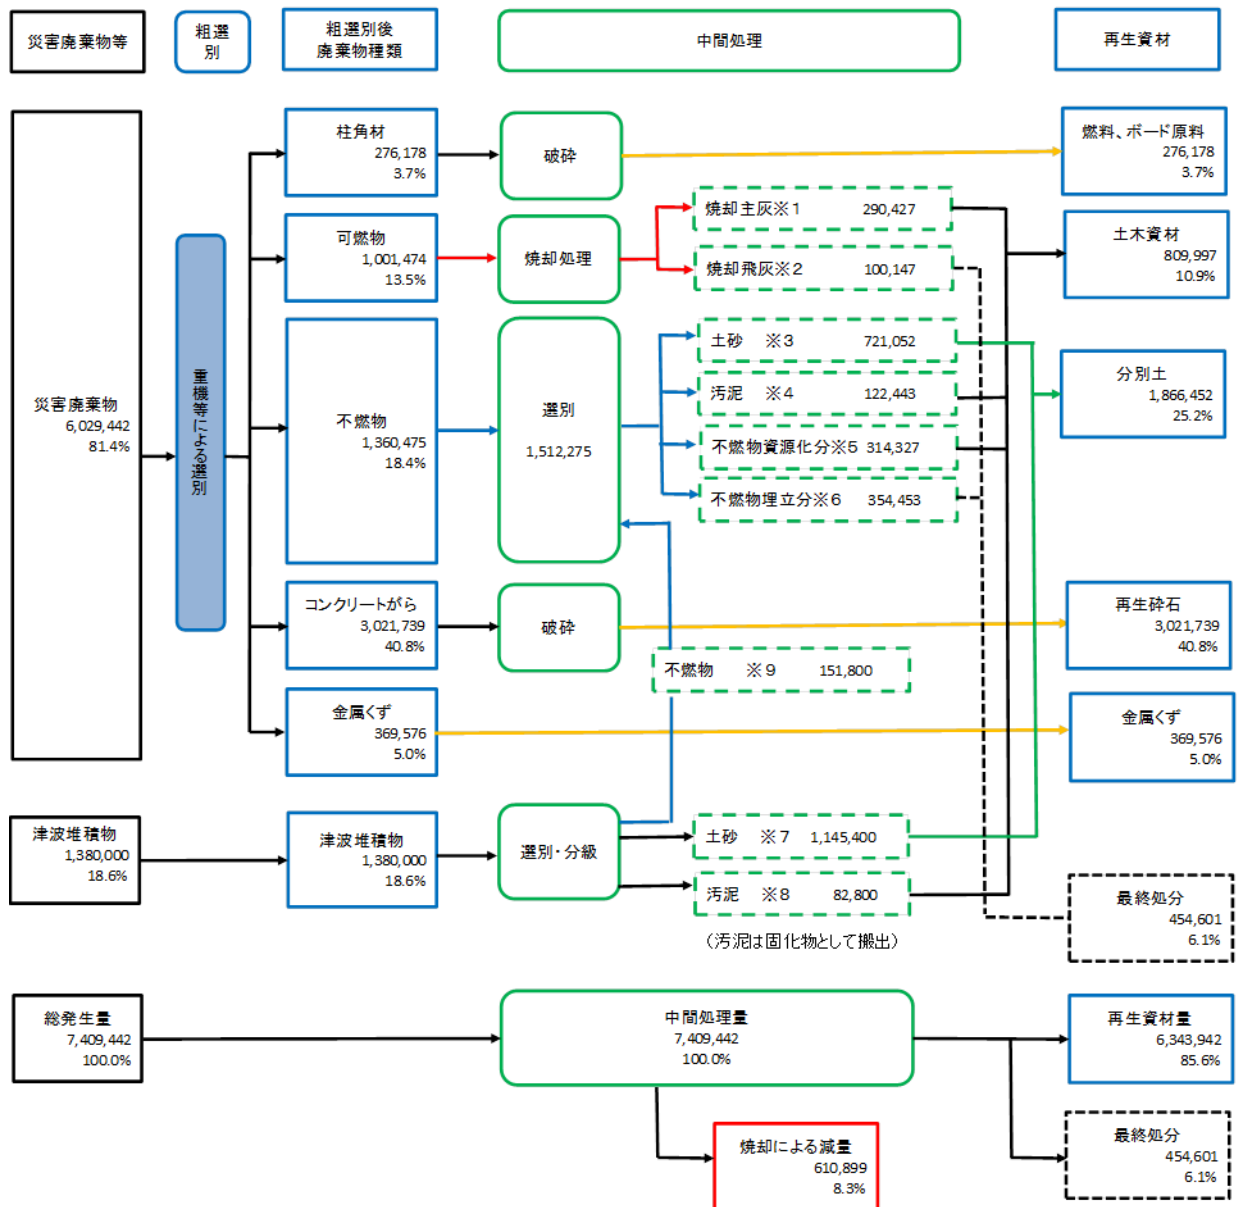 災害廃棄物等
粗選
別
粗選別後
廃棄物種類
中間処理
再生資材
災害廃棄物
6,029,442
81.4%
重機等による選別
柱角材
276,178
3.7%
破砕
燃料、ボード原料
276,178
3.7%
可燃物
1,001,474
13.5%
焼却処理
焼却主灰※1 290,427
焼却飛灰※2 100,147
土木資材
809,997
10.9%
不燃物
1,360,475
18.4%
選別
1,512,275
土砂 ※3 721,052
汚泥 ※4 122,443
不燃物資源化分※5 314,327
不燃物埋立分※6 354,453
分別土
1,866,452
25.2%
コンクリートがら
3,021,739
40.8%
破砕
再生砕石
3,021,739
40.8%
不燃物 ※9 151,800
金属くず
369,576
5.0%
金属くず
369,576
5.0%
津波堆積物
1,380,000
18.6%
津波堆積物
1,380,000
18.6%
選別・分級
土砂 ※7 1,145,400
汚泥 ※8 82,800
(汚泥は固化物として搬出)
最終処分
454,601
6.1%
総発生量
7,409,442
100.0%
中間処理量
7,409,442
100.0%
再生資材量
6,343,942
85.6%
焼却による減量
610,899
8.3%
最終処分
454,601
6.1%